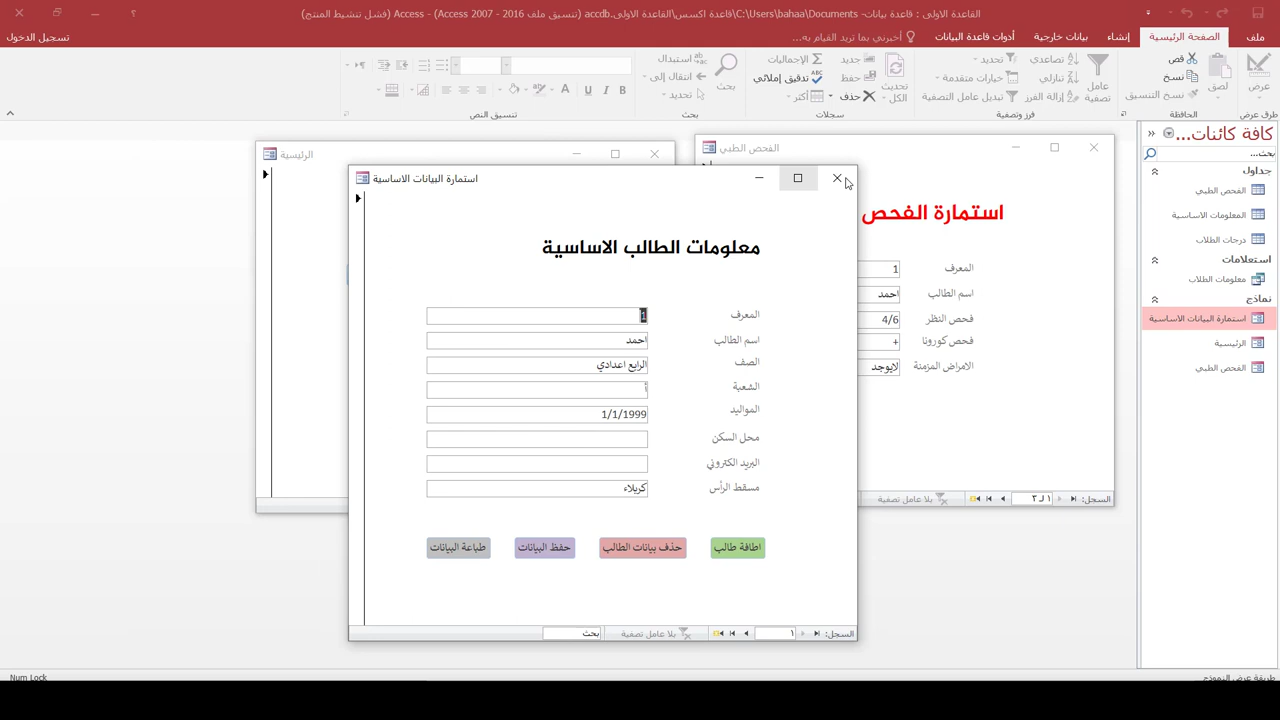 القاعدة الاولى : قاعدة بيانات- C:\Users\bahaa\Documents\قاعدة اكسس\القاعدة الاولى.accdb (تنسيق ملف Access 2007 - 2016) - Access (فشل تنشيط المنتج)
ملف
الصفحة الرئيسية
إنشاء
بيانات خارجية
أدوات قاعدة البيانات
أخبرني بما تريد القيام به...
تسجيل الدخول
عرض
طرق عرض
لصق
قص
نسخ
نسخ التنسيق
الحافظة
عامل تصفية
تصاعدي
تنازلي
إزالة الفرز
تحديد
خيارات متقدمة
تبديل عامل التصفية
فرز وتصفية
تحديث الكل
جديد
حفظ
حذف
الإجماليات
تدقيق إملائي
أكثر
سجلات
بحث
استبدال
انتقال إلى
تحديد
بحث
تنسيق النص
كافة كائنات...
بحث...
جداول
الفحص الطبي
المعلومات الاساسية
درجات الطلاب
استعلامات
معلومات الطلاب
نماذج
استمارة البيانات الاساسية
الرئيسية
الفحص الطبي
الفحص الطبي
استمارة الفحص
المعرف 1
اسم الطالب احمد
فحص النظر 4/6
فحص كورونا +
الامراض المزمنة لايوجد
السجل: ١ لـ ٣
بلا عامل تصفية
الرئيسية
استمارة البيانات الاساسية
معلومات الطالب الاساسية
المعرف 1
اسم الطالب احمد
الصف الرابع اعدادي
الشعبة أ
المواليد 1/1/1999
محل السكن
البريد الكتروني
مسقط الرأس كربلاء
اطافة طالب
حذف بيانات الطالب
حفظ البيانات
طباعة البيانات
السجل: ١
بلا عامل تصفية
بحث
طريقة عرض النموذج
Num Lock